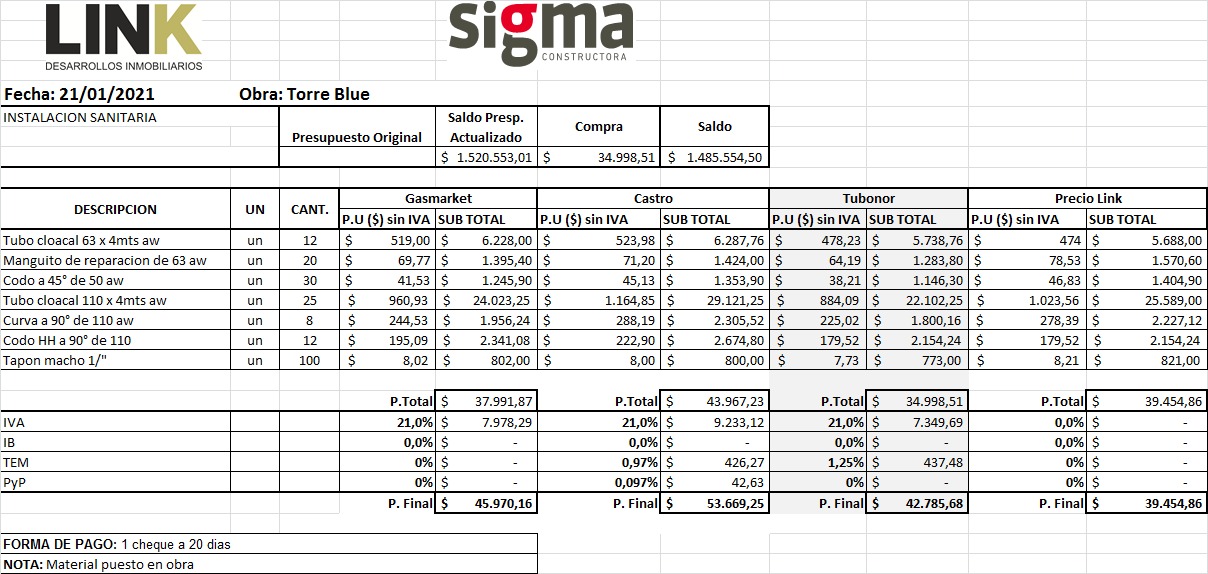 LINK
DESARROLLOS INMOBILIARIOS
sigma
CONSTRUCTORA
Fecha: 21/01/2021 Obra: Torre Blue
INSTALACION SANITARIA
Presupuesto Original Saldo Presp. Actualizado Compra Saldo
$ 1.520.553,01 $ 34.998,51 $ 1.485.554,50
DESCRIPCION UN CANT. Gasmarket Castro Tubonor Precio Link
P.U ($) sin IVA SUB TOTAL P.U ($) sin IVA SUB TOTAL P.U ($) sin IVA SUB TOTAL P.U ($) sin IVA SUB TOTAL
Tubo cloacal 63 x 4mts aw un 12 $ 519,00 $ 6.228,00 $ 523,98 $ 6.287,76 $ 478,23 $ 5.738,76 $ 474 $ 5.688,00
Manguito de reparacion de 63 aw un 20 $ 69,77 $ 1.395,40 $ 71,20 $ 1.424,00 $ 64,19 $ 1.283,80 $ 78,53 $ 1.570,60
Codo a 45° de 50 aw un 30 $ 41,53 $ 1.245,90 $ 45,13 $ 1.353,90 $ 38,21 $ 1.146,30 $ 46,83 $ 1.404,90
Tubo cloacal 110 x 4mts aw un 25 $ 960,93 $ 24.023,25 $ 1.164,85 $ 29.121,25 $ 884,09 $ 22.102,25 $ 1.023,56 $ 25.589,00
Curva a 90° de 110 aw un 8 $ 244,53 $ 1.956,24 $ 288,19 $ 2.305,52 $ 225,02 $ 1.800,16 $ 278,39 $ 2.227,12
Codo HH a 90° de 110 un 12 $ 195,09 $ 2.341,08 $ 222,90 $ 2.674,80 $ 179,52 $ 2.154,24 $ 179,52 $ 2.154,24
Tapon macho 1/" un 100 $ 8,02 $ 802,00 $ 8,00 $ 800,00 $ 7,73 $ 773,00 $ 8,21 $ 821,00
P.Total $ 37.991,87 P.Total $ 43.967,23 P.Total $ 34.998,51 P.Total $ 39.454,86
IVA 21,0% $ 7.978,29 21,0% $ 9.233,12 21,0% $ 7.349,69 0,0% $ -
IB 0,0% $ - 0,0% $ - 0,0% $ - 0,0% $ -
TEM 0% $ - 0,97% $ 426,27 1,25% $ 437,48 0% $ -
PyP 0% $ - 0,097% $ 42,63 0% $ - 0% $ -
P. Final $ 45.970,16 P. Final $ 53.669,25 P. Final $ 42.785,68 P. Final $ 39.454,86
FORMA DE PAGO: 1 cheque a 20 dias
NOTA: Material puesto en obra